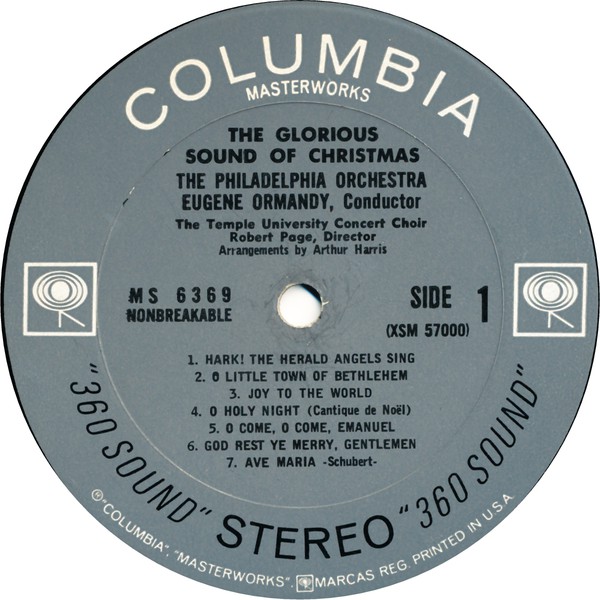 COLUMBIA
MASTERWORKS
THE GLORIOUS
SOUND OF CHRISTMAS
THE PHILADELPHIA ORCHESTRA
EUGENE ORMANDY, Conductor
The Temple University Concert Choir
Robert Page, Director
Arrangements by Arthur Harris
MS 6369
NONBREAKABLE
SIDE 1
(XSM 57000)
1. HARK! THE HERALD ANGELS SING
2. O LITTLE TOWN OF BETHLEHEM
3. JOY TO THE WORLD
4. O HOLY NIGHT (Cantique de Noël)
5. O COME, O COME, EMANUEL
6. GOD REST YE MERRY, GENTLEMEN
7. AVE MARIA -Schubert-
"360 SOUND" STEREO "360 SOUND"
Ⓟ"COLUMBIA", "MASTERWORKS", MARCAS REG. PRINTED IN U.S.A.